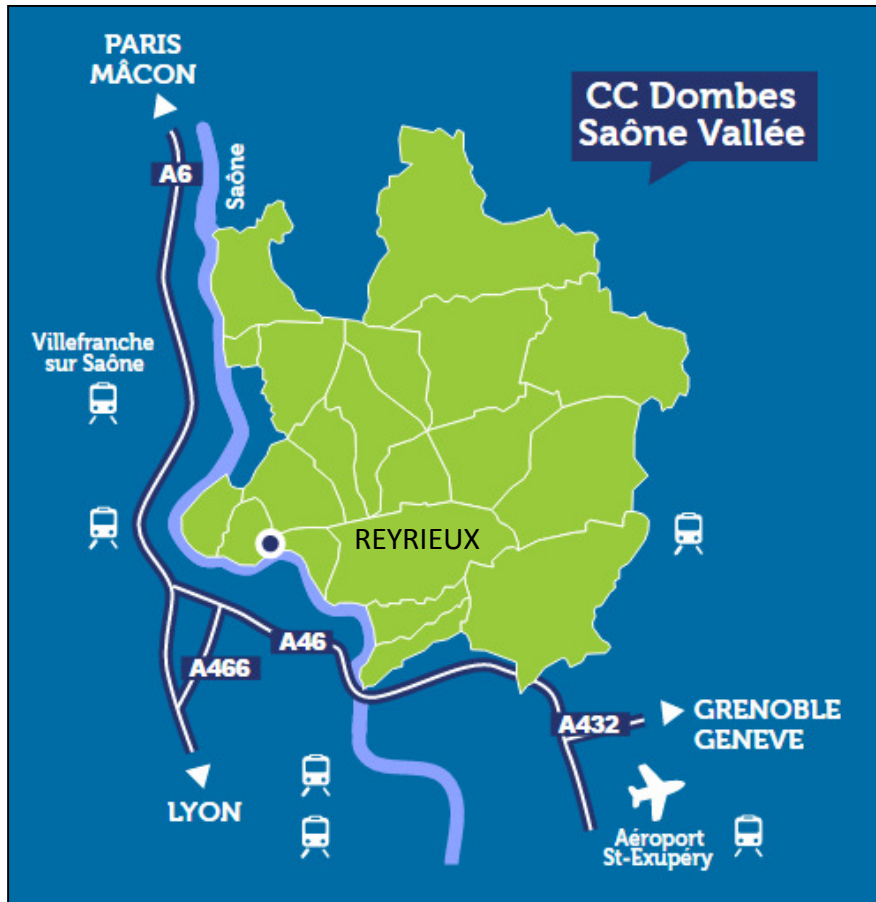 PARIS
MÂCON
CC Dombes
Saône Vallée
A6
Saône
Villefranche
sur Saône
REYRIEUX
A46
A466
A432
GRENOBLE
GENEVE
LYON
Aéroport
St-Exupéry